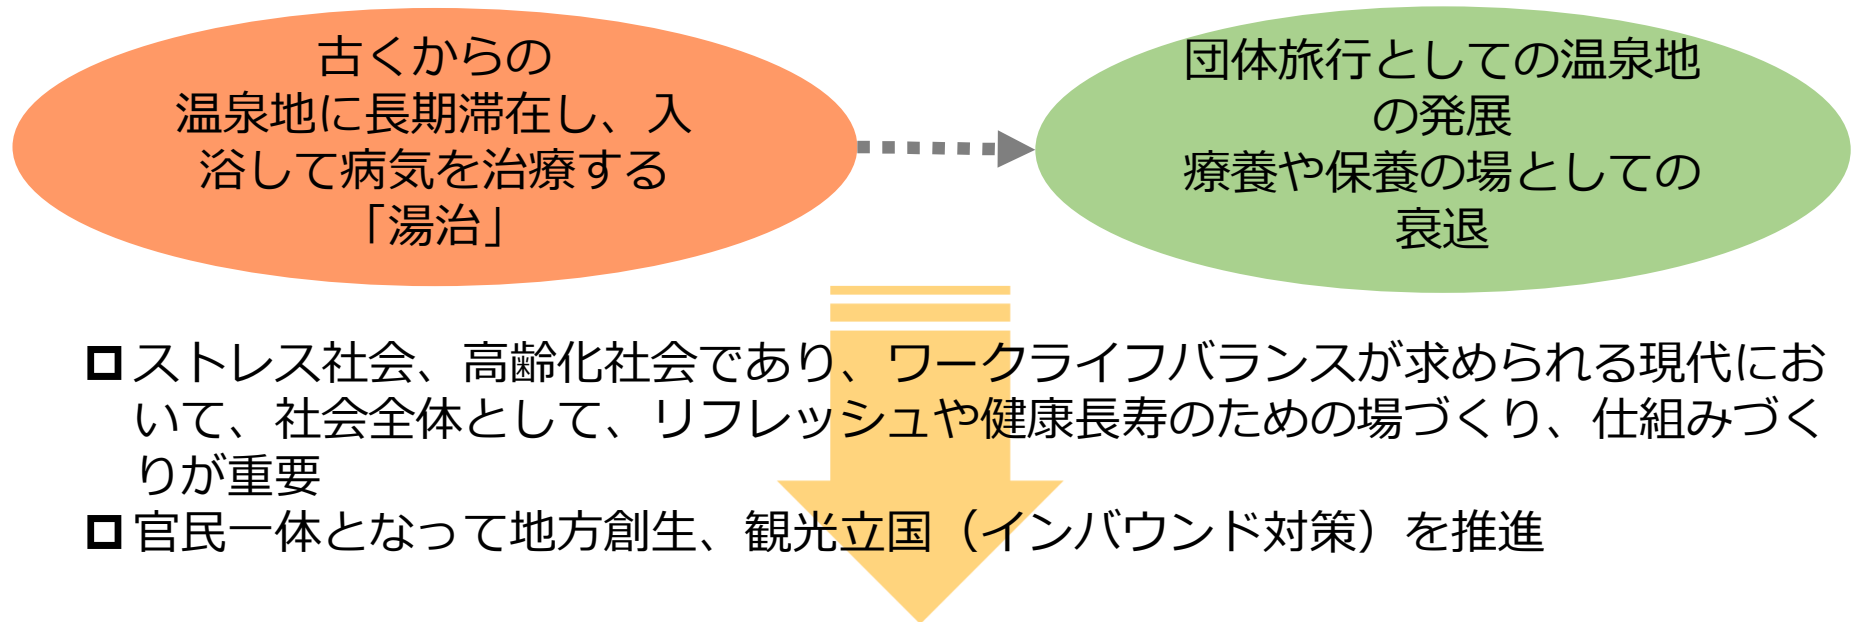 古くからの
温泉地に長期滞在し、入
浴して病気を治療する
「湯治」
団体旅行としての温泉地
の発展
療養や保養の場としての
衰退
ストレス社会、高齢化社会であり、ワークライフバランスが求められる現代にお
いて、社会全体として、リフレッシュや健康長寿のための場づくり、仕組みづく
りが重要
官民一体となって地方創生、観光立国（インバウンド対策）を推進